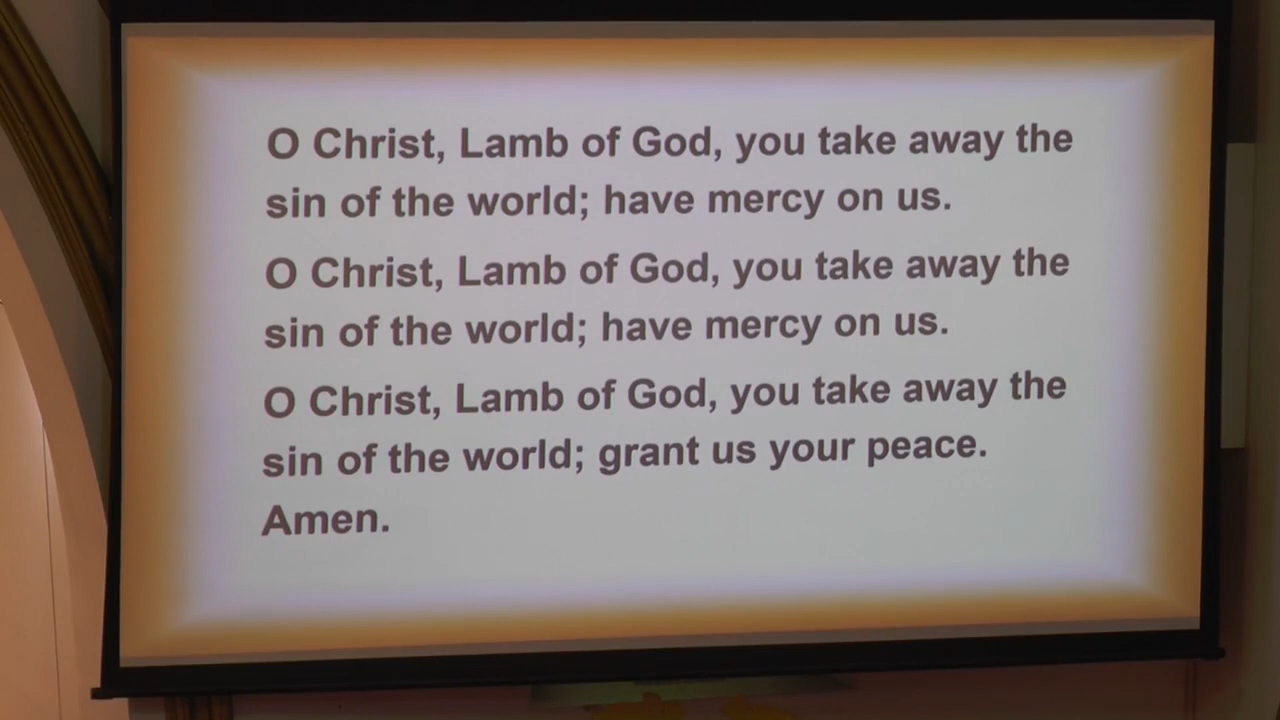 O Christ, Lamb of God, you take away the
sin of the world; have mercy on us.
O Christ, Lamb of God, you take away the
sin of the world; have mercy on us.
O Christ, Lamb of God, you take away the
sin of the world; grant us your peace.
Amen.